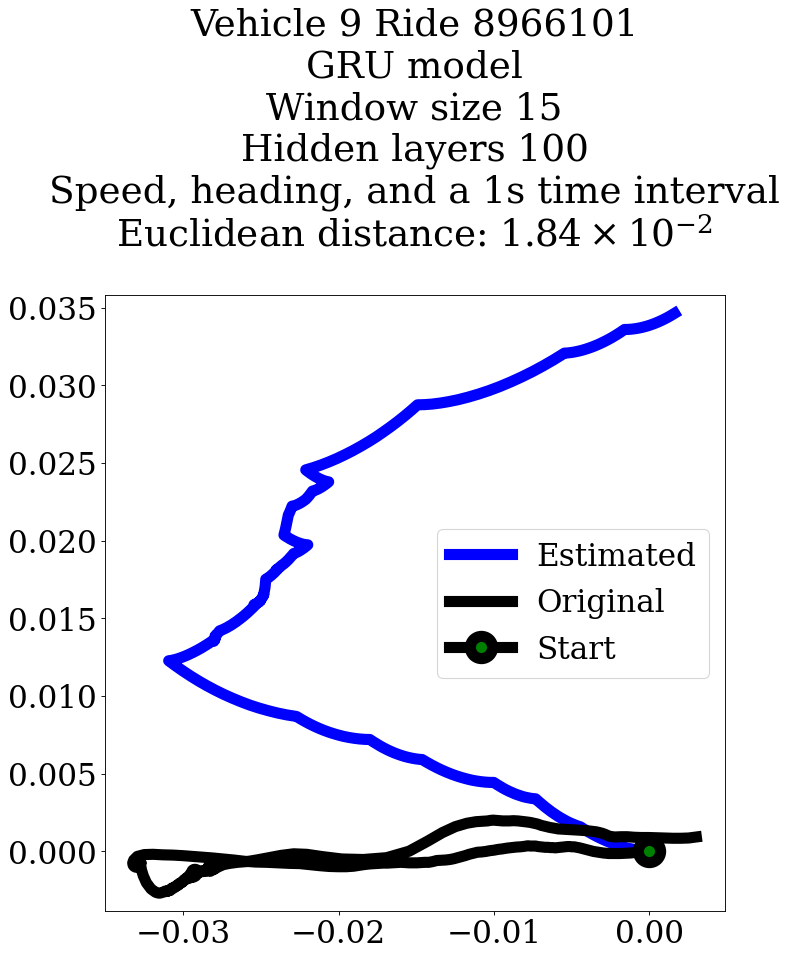 Vehicle 9 Ride 8966101
GRU model
Window size 15
Hidden layers 100
Speed, heading, and a 1s time interval
Euclidean distance: 1.84 × 10⁻²
0.035
0.030
0.025
0.020
0.015
0.010
0.005
0.000
Estimated
Original
Start
−0.03 −0.02 −0.01 0.00